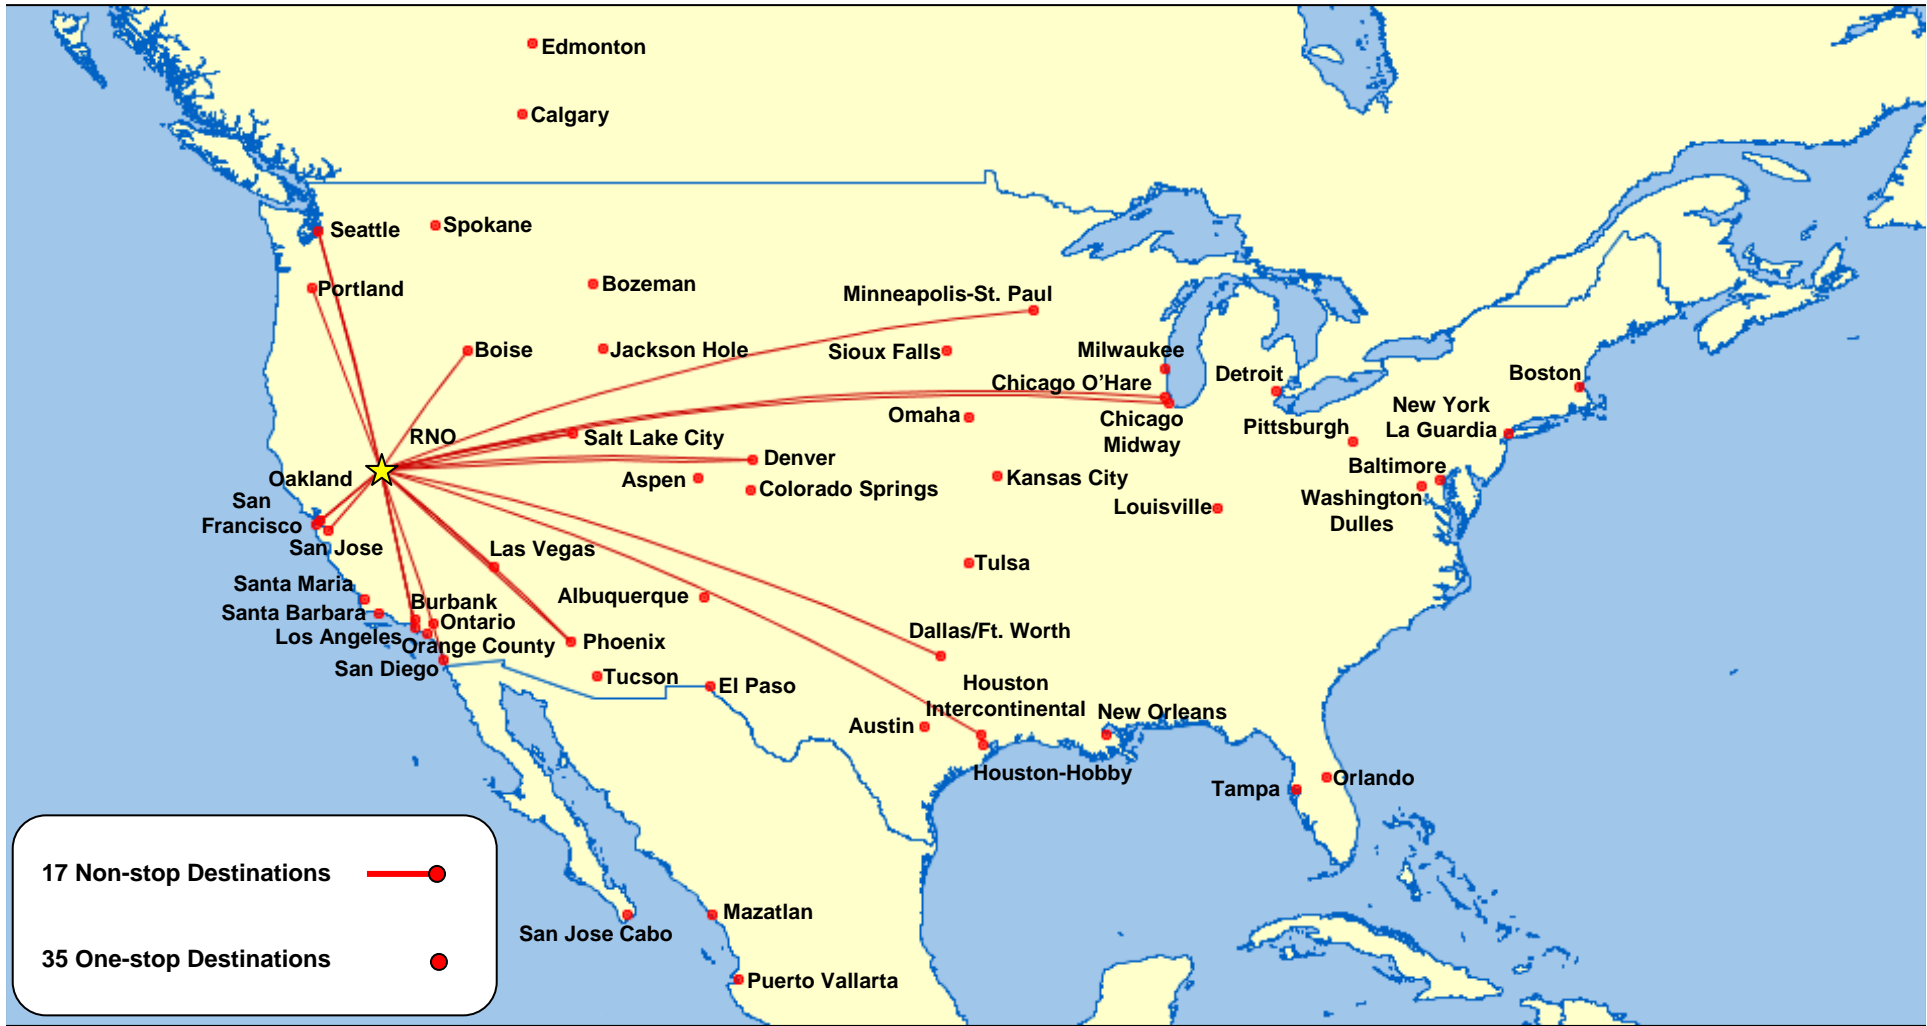 Edmonton
Calgary
Seattle
Spokane
Portland
Bozeman
Minneapolis-St. Paul
Boise
Jackson Hole
Sioux Falls
Milwaukee
Chicago O’Hare
Detroit
Boston
Omaha
Chicago
Midway
New York
La Guardia
Pittsburgh
RNO
Salt Lake City
Denver
Baltimore
Oakland
Aspen
Colorado Springs
Kansas City
Washington
Dulles
Louisville
San
Francisco
San Jose
Las Vegas
Tulsa
Santa Maria
Albuquerque
Burbank
Santa Barbara
Ontario
Los Angeles
Orange County
Phoenix
Dallas/Ft. Worth
San Diego
Tucson
El Paso
Houston
Intercontinental
New Orleans
Austin
Houston-Hobby
Tampa
Orlando
17 Non-stop Destinations
35 One-stop Destinations
San Jose Cabo
Mazatlan
Puerto Vallarta